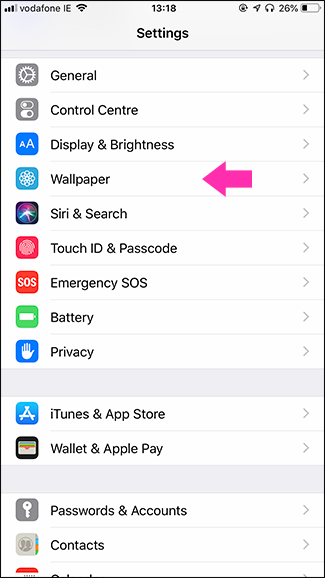 vodafone IE 13:18 26%
Settings
General
Control Centre
AA Display & Brightness
Wallpaper
Siri & Search
Touch ID & Passcode
SOS Emergency SOS
Battery
Privacy
iTunes & App Store
Wallet & Apple Pay
Passwords & Accounts
Contacts